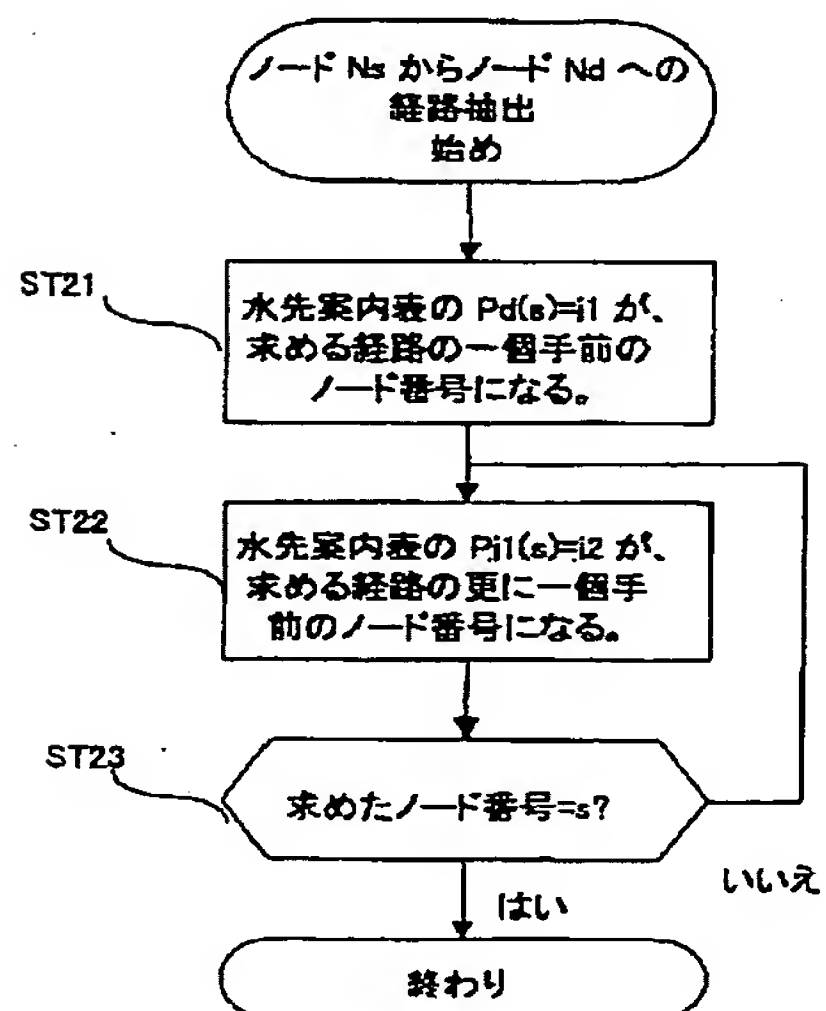 ノード Ns からノード Nd への
経路抽出
始め
ST21
水先案内表の Pd(s)=i1 が、
求める経路の一個手前の
ノード番号になる。
ST22
水先案内表の Pi1(s)=i2 が、
求める経路の更に一個手
前のノード番号になる。
ST23
求めたノード番号=s?
いいえ
はい
終わり